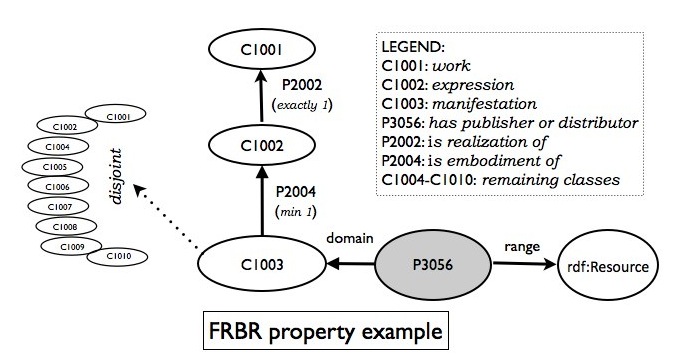 C1001
P2002
(exactly 1)
C1002
P2004
(min 1)
C1003
domain
P3056
range
rdf:Resource
LEGEND:
C1001: work
C1002: expression
C1003: manifestation
P3056: has publisher or distributor
P2002: is realization of
P2004: is embodiment of
C1004-C1010: remaining classes
C1001
C1002
C1004
C1005
C1006
C1007
C1008
C1009
C1010
disjoint
FRBR property example